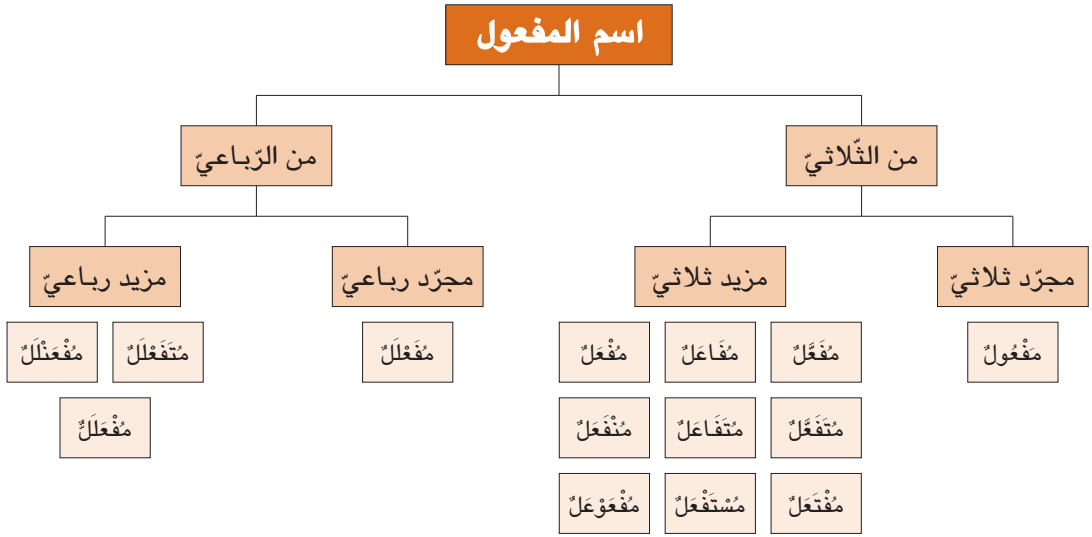 اسم المفعول
من الثّلاثيّ
من الرّباعيّ
مجرّد ثلاثيّ
مزيد ثلاثيّ
مجرّد رباعيّ
مزيد رباعيّ
مَفْعُولٌ
مُفَعَّلٌ
مُفَاعَلٌ
مُفْعَلٌ
مُتَفَعَّلٌ
مُتَفَاعَلٌ
مُنْفَعَلٌ
مُفْتَعَلٌ
مُسْتَفْعَلٌ
مُفْعَوْعَلٌ
مُفَعْلَلٌ
مُتَفَعْلَلٌ
مُفْعَنْلَلٌ
مُفْعَلَلٌّ